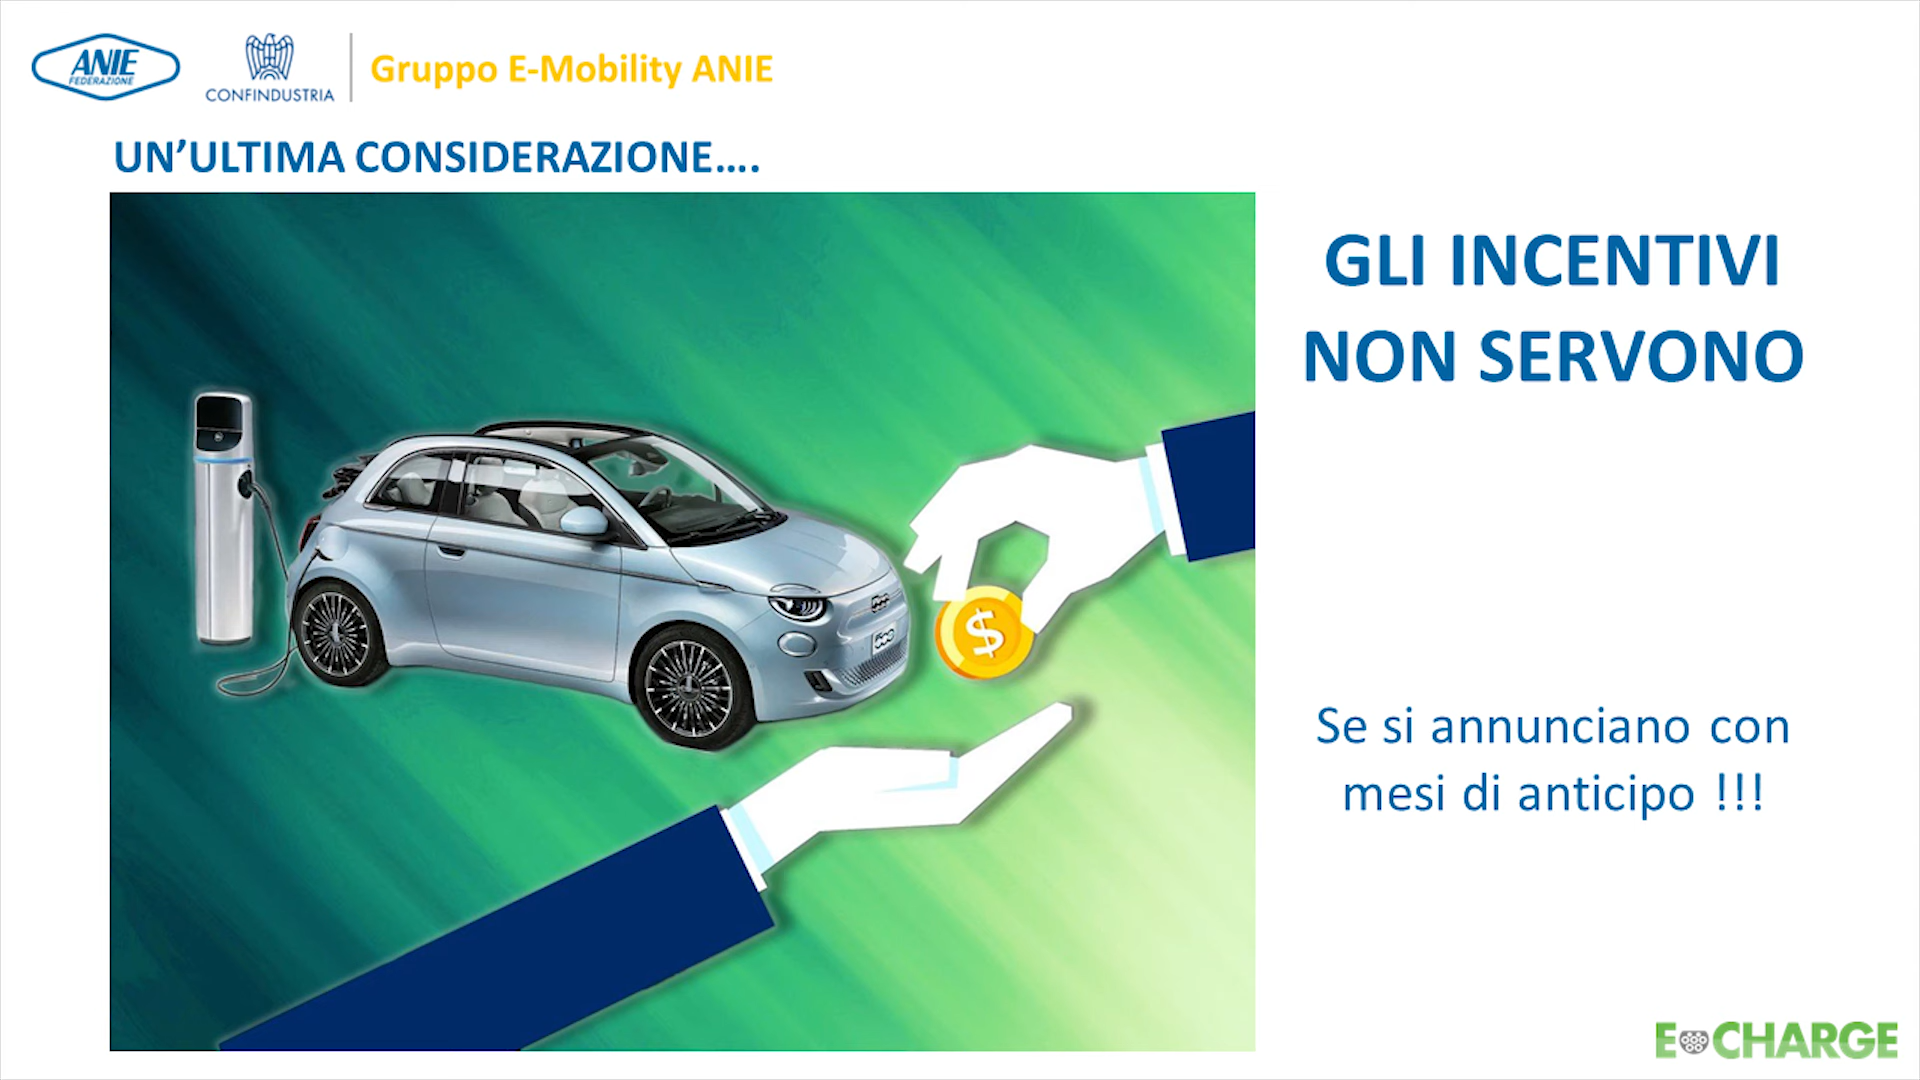 ANIE
FEDERAZIONE
CONFINDUSTRIA
Gruppo E-Mobility ANIE
UN’ULTIMA CONSIDERAZIONE....
GLI INCENTIVI
NON SERVONO
$
500
Se si annunciano con
mesi di anticipo !!!
E CHARGE